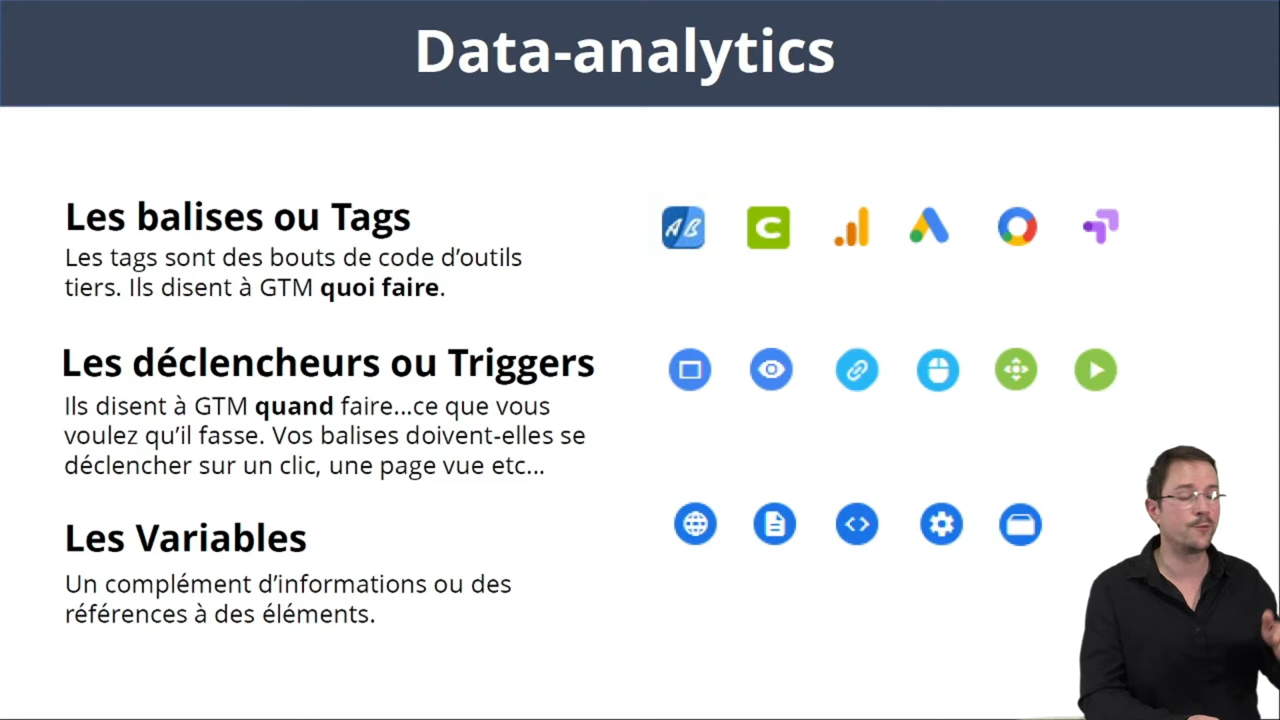 Data-analytics
Les balises ou Tags
Les tags sont des bouts de code d’outils
tiers. Ils disent à GTM quoi faire.
AB
C
Les déclencheurs ou Triggers
Ils disent à GTM quand faire...ce que vous
voulez qu’il fasse. Vos balises doivent-elles se
déclencher sur un clic, une page vue etc...
Les Variables
Un complément d’informations ou des
références à des éléments.